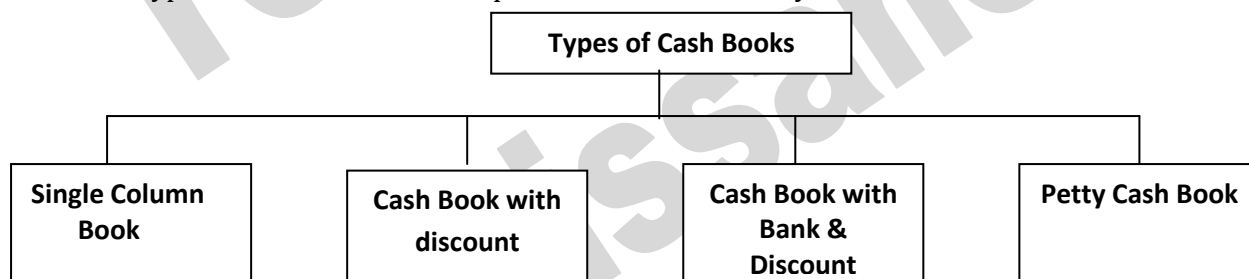 Types of Cash Books
Single Column
Book
Cash Book with
discount
Cash Book with
Bank &
Discount
Petty Cash Book